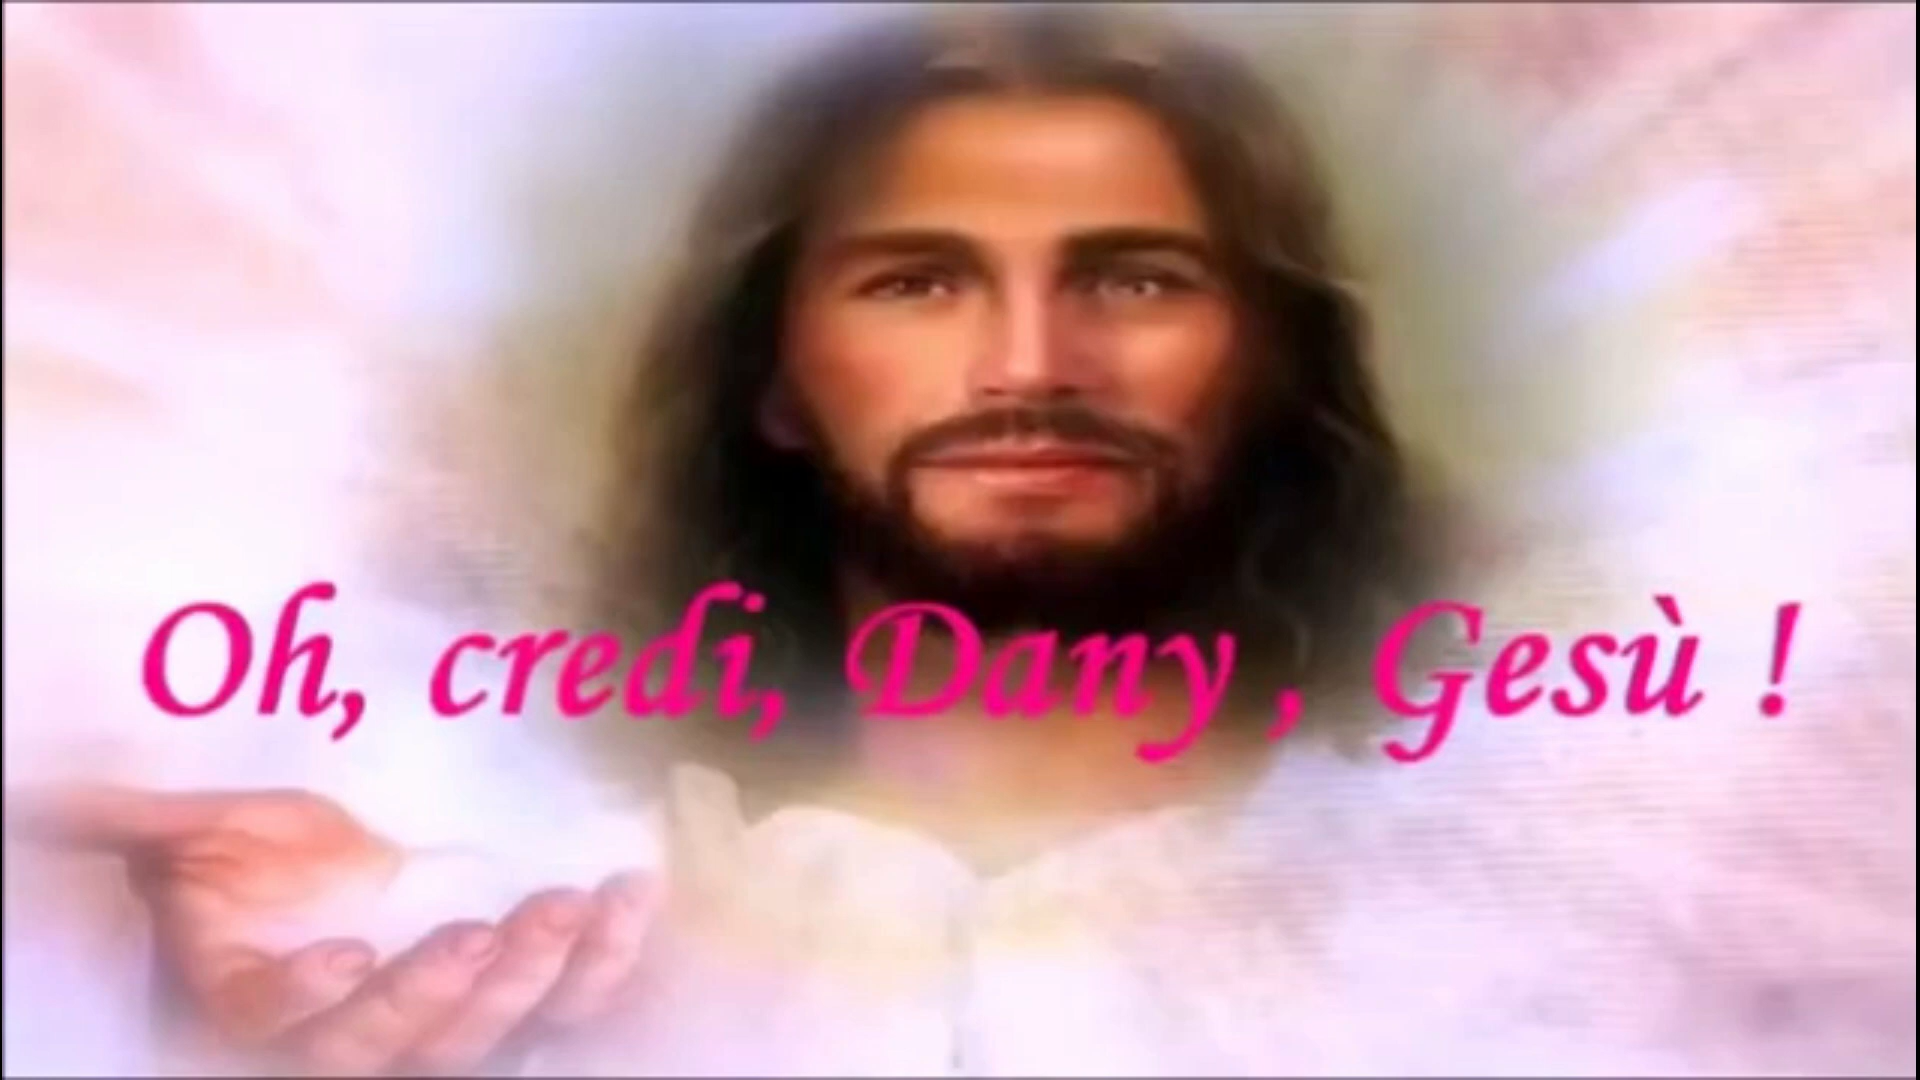 Oh, credi, Dany , Gesù !